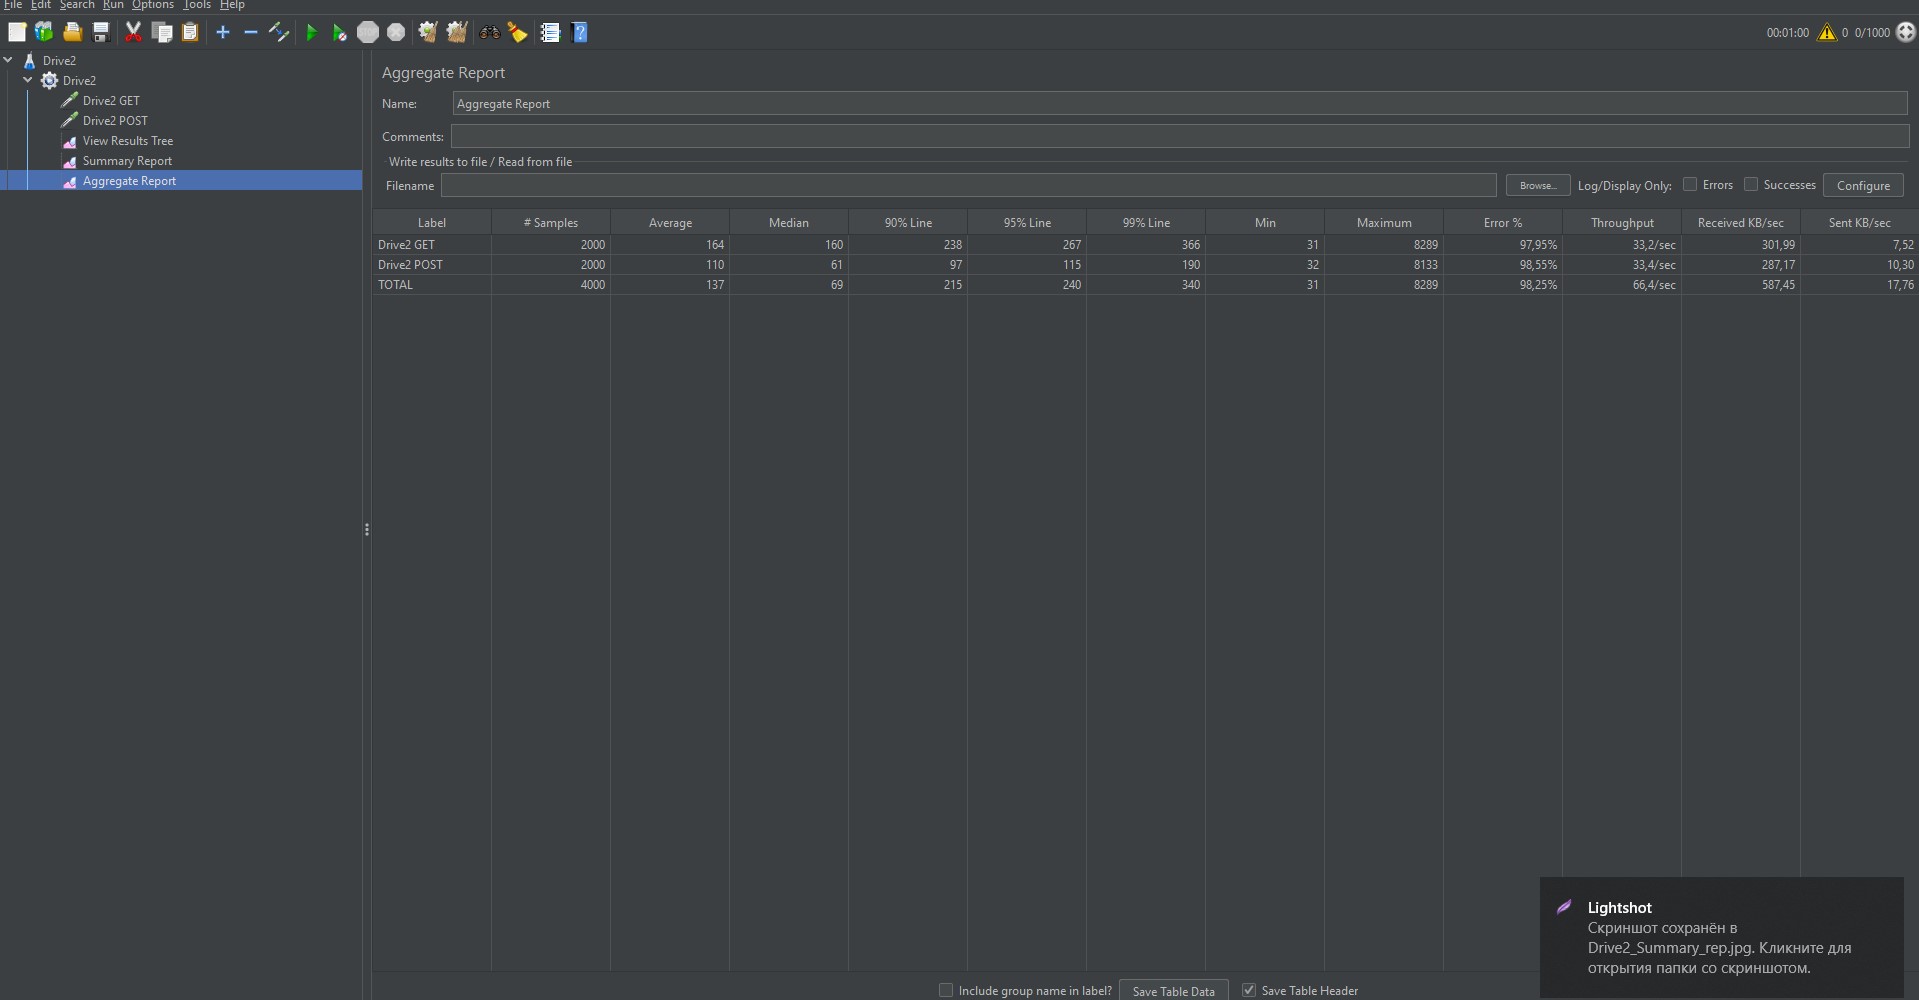 File Edit Search Run Options Tools Help
00:01:00 0 0/1000
Drive2
Drive2
Drive2 GET
Drive2 POST
View Results Tree
Summary Report
Aggregate Report
Aggregate Report
Name: Aggregate Report
Comments:
Write results to file / Read from file
Filename Browse... Log/Display Only: Errors Successes Configure
Label # Samples Average Median 90% Line 95% Line 99% Line Min Maximum Error % Throughput Received KB/sec Sent KB/sec
Drive2 GET 2000 164 160 238 267 366 31 8289 97,95% 33,2/sec 301,99 7,52
Drive2 POST 2000 110 61 97 115 190 32 8133 98,55% 33,4/sec 287,17 10,30
TOTAL 4000 137 69 215 240 340 31 8289 98,25% 66,4/sec 587,45 17,76
Lightshot
Скриншот сохранён в
Drive2_Summary_rep.jpg. Кликните для
открытия папки со скриншотом.
Include group name in label? Save Table Data Save Table Header